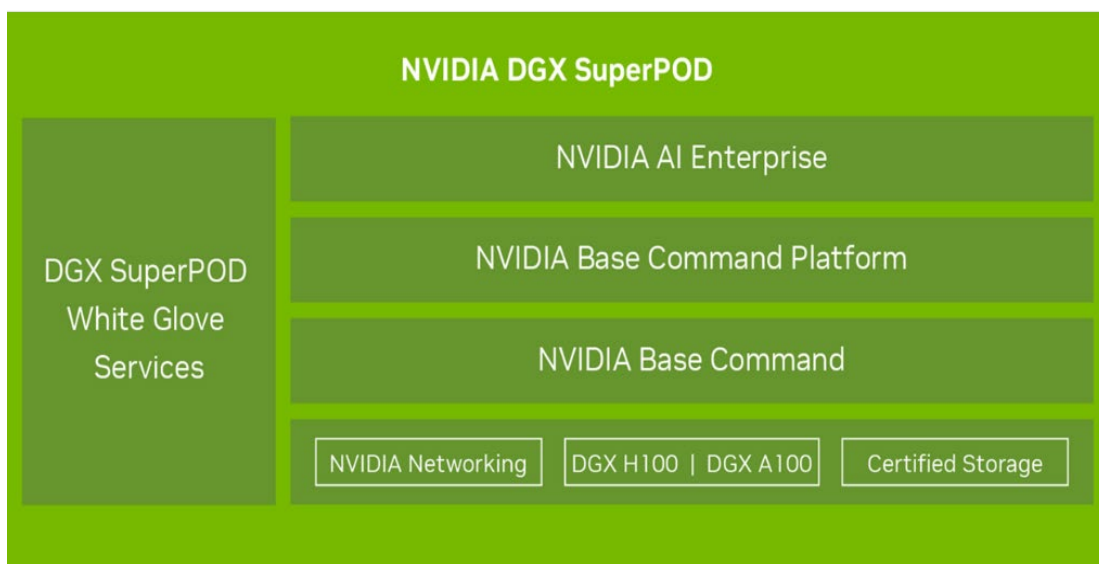 NVIDIA DGX SuperPOD
DGX SuperPOD
White Glove
Services
NVIDIA AI Enterprise
NVIDIA Base Command Platform
NVIDIA Base Command
NVIDIA Networking
DGX H100 | DGX A100
Certified Storage